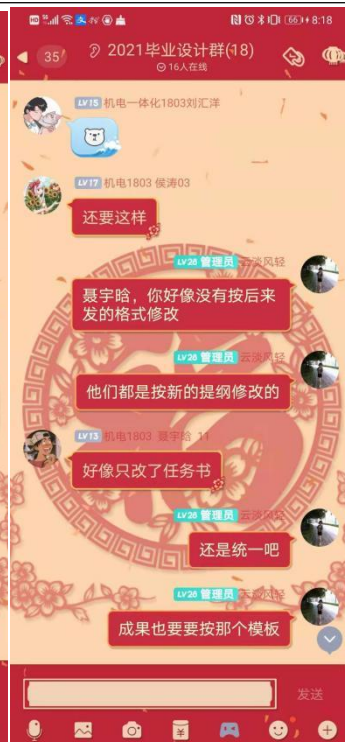 8:18
35
2021毕业设计群(18)
16人在线
LV15 机电一体化1803刘汇洋
LV17 机电1803 侯涛03
还要这样
LV26 管理员 云淡风轻
聂宇晗，你好像没有按后来
发的格式修改
LV26 管理员 云淡风轻
他们都是按新的提纲修改的
LV13 机电1803 聂宇晗 11
好像只改了任务书
LV26 管理员 云淡风轻
还是统一吧
LV26 管理员 云淡风轻
成果也要要按那个模板
发送